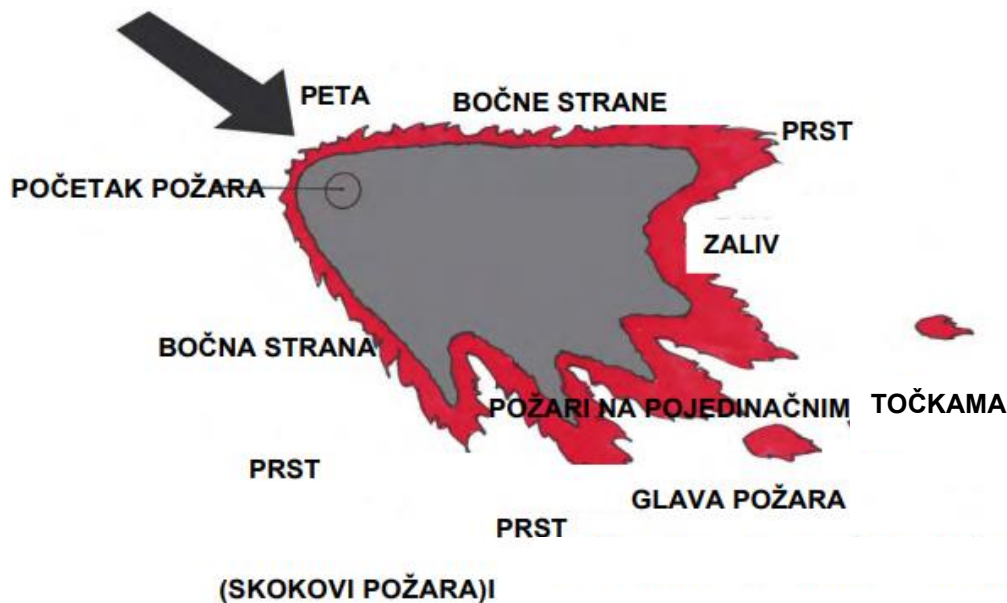 PETA
BOČNE STRANE
PRST
POČETAK POŽARA
ZALIV
BOČNA STRANA
POŽARI NA POJEDINAČNIM TOČKAMA
PRST
GLAVA POŽARA
PRST
(SKOKOVI POŽARA)I